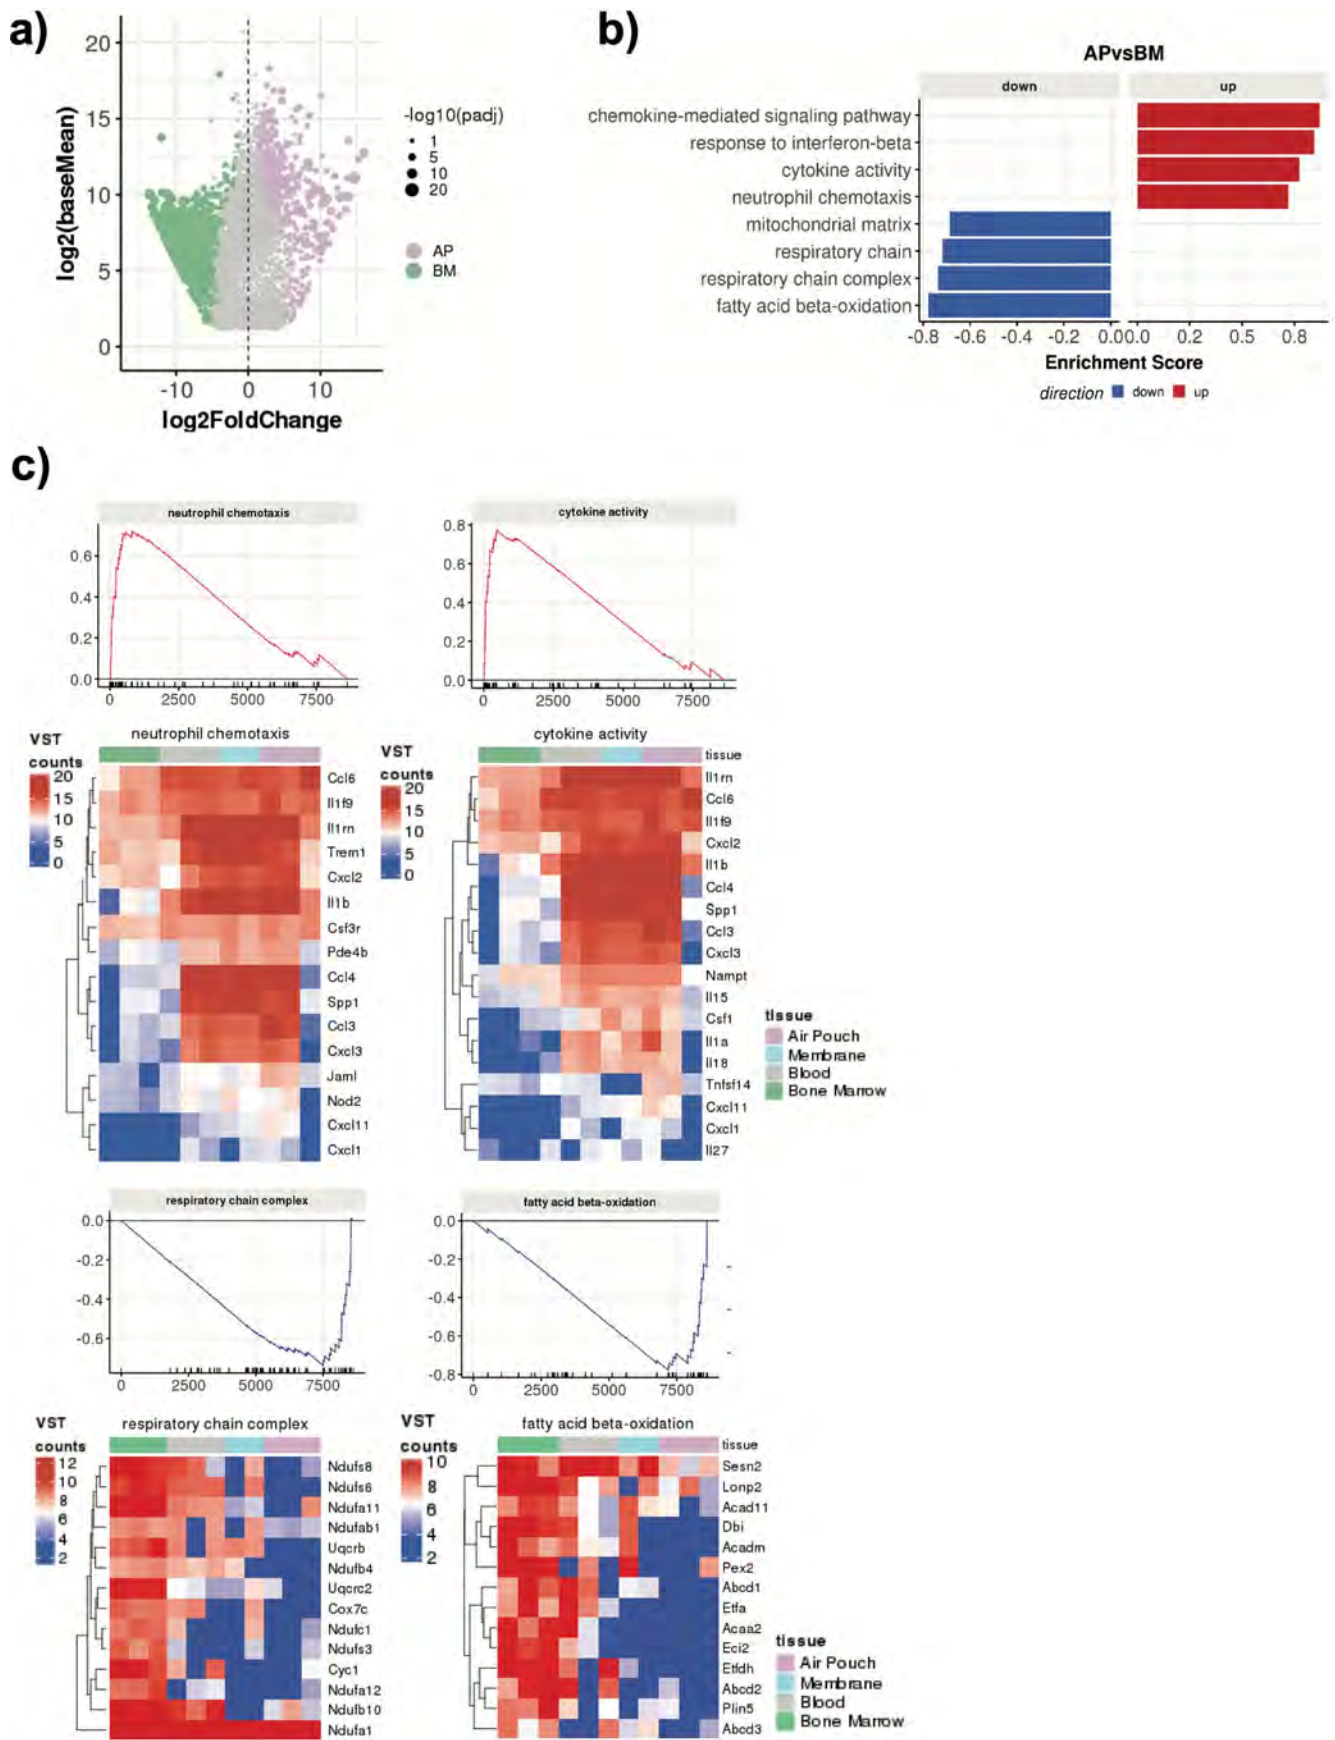 a)
log2(baseMean)
20
15
10
5
0
-10 0 10
log2FoldChange
-log10(padj)
1
5
10
20
AP
BM
b)
APvsBM
down up
chemokine-mediated signaling pathway
response to interferon-beta
cytokine activity
neutrophil chemotaxis
mitochondrial matrix
respiratory chain
respiratory chain complex
fatty acid beta-oxidation
-0.8 -0.6 -0.4 -0.2 0.0 0.0 0.2 0.5 0.8
Enrichment Score
direction down up
c)
neutrophil chemotaxis
0.6
0.4
0.2
0.0
0 2500 5000 7500
cytokine activity
0.8
0.6
0.4
0.2
0.0
0 2500 5000 7500
neutrophil chemotaxis
VST
counts
20
15
10
5
0
Ccl6
Il1f9
Il1rn
Trem1
Cxcl2
Il1b
Csf3r
Pde4b
Ccl4
Spp1
Ccl3
Cxcl3
Jaml
Nod2
Cxcl11
Cxcl1
cytokine activity
VST
counts
20
15
10
5
0
tissue
Il1rn
Ccl6
Il1f9
Cxcl2
Il1b
Ccl4
Spp1
Ccl3
Cxcl3
Nampt
Il15
Csf1
Il1a
Il18
Tnfsf14
Cxcl11
Cxcl1
Il27
tissue
Air Pouch
Membrane
Blood
Bone Marrow
respiratory chain complex
0.0
-0.2
-0.4
-0.6
0 2500 5000 7500
fatty acid beta-oxidation
0.0
-0.2
-0.4
-0.6
-0.8
0 2500 5000 7500
respiratory chain complex
VST
counts
12
10
8
6
4
2
Ndufs8
Ndufs6
Ndufa11
Ndufab1
Uqcrb
Ndufb4
Uqcrc2
Cox7c
Ndufc1
Ndufs3
Cyc1
Ndufa12
Ndufb10
Ndufa1
fatty acid beta-oxidation
VST
counts
10
8
6
4
2
tissue
Sesn2
Lonp2
Acad11
Dbi
Acadm
Pex2
Abcd1
Etfa
Acaa2
Eci2
Etfdh
Abcd2
Plin5
Abcd3
tissue
Air Pouch
Membrane
Blood
Bone Marrow